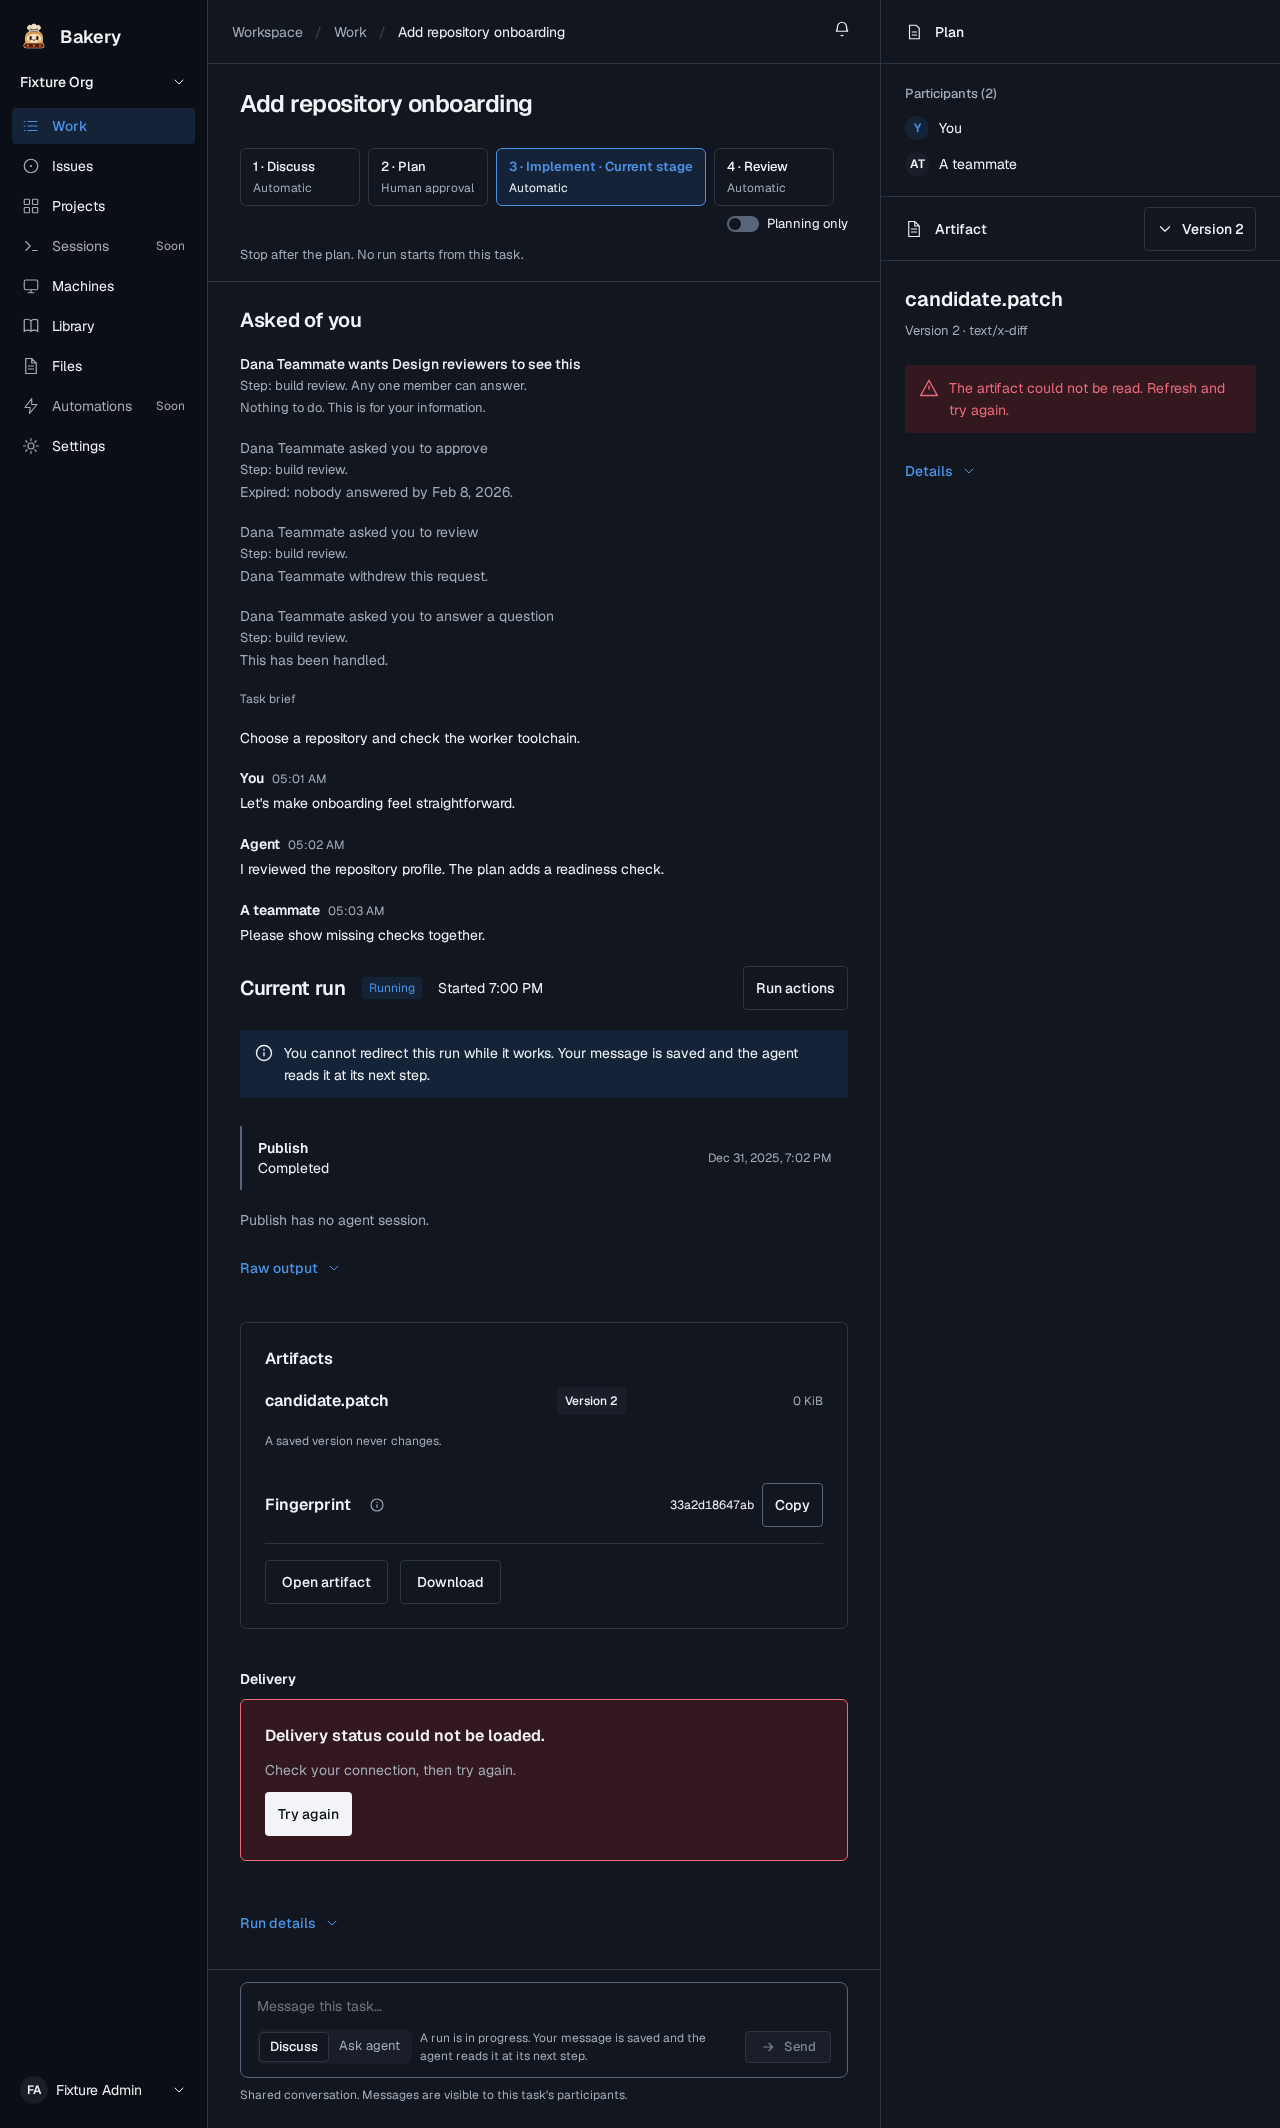 Bakery
Fixture Org
Work
Issues
Projects
Sessions Soon
Machines
Library
Files
Automations Soon
Settings
FA Fixture Admin
Workspace / Work / Add repository onboarding
Add repository onboarding
1 · Discuss
Automatic
2 · Plan
Human approval
3 · Implement · Current stage
Automatic
4 · Review
Automatic
Planning only
Stop after the plan. No run starts from this task.
Asked of you
Dana Teammate wants Design reviewers to see this
Step: build review. Any one member can answer.
Nothing to do. This is for your information.
Dana Teammate asked you to approve
Step: build review.
Expired: nobody answered by Feb 8, 2026.
Dana Teammate asked you to review
Step: build review.
Dana Teammate withdrew this request.
Dana Teammate asked you to answer a question
Step: build review.
This has been handled.
Task brief
Choose a repository and check the worker toolchain.
You 05:01 AM
Let's make onboarding feel straightforward.
Agent 05:02 AM
I reviewed the repository profile. The plan adds a readiness check.
A teammate 05:03 AM
Please show missing checks together.
Current run Running Started 7:00 PM Run actions
You cannot redirect this run while it works. Your message is saved and the agent
reads it at its next step.
Publish
Completed
Dec 31, 2025, 7:02 PM
Publish has no agent session.
Raw output
Artifacts
candidate.patch Version 2 0 KiB
A saved version never changes.
Fingerprint 33a2d18647ab Copy
Open artifact Download
Delivery
Delivery status could not be loaded.
Check your connection, then try again.
Try again
Run details
Message this task...
Discuss Ask agent
A run is in progress. Your message is saved and the
agent reads it at its next step.
Send
Shared conversation. Messages are visible to this task's participants.
Plan
Participants (2)
Y You
AT A teammate
Artifact Version 2
candidate.patch
Version 2 · text/x-diff
The artifact could not be read. Refresh and
try again.
Details